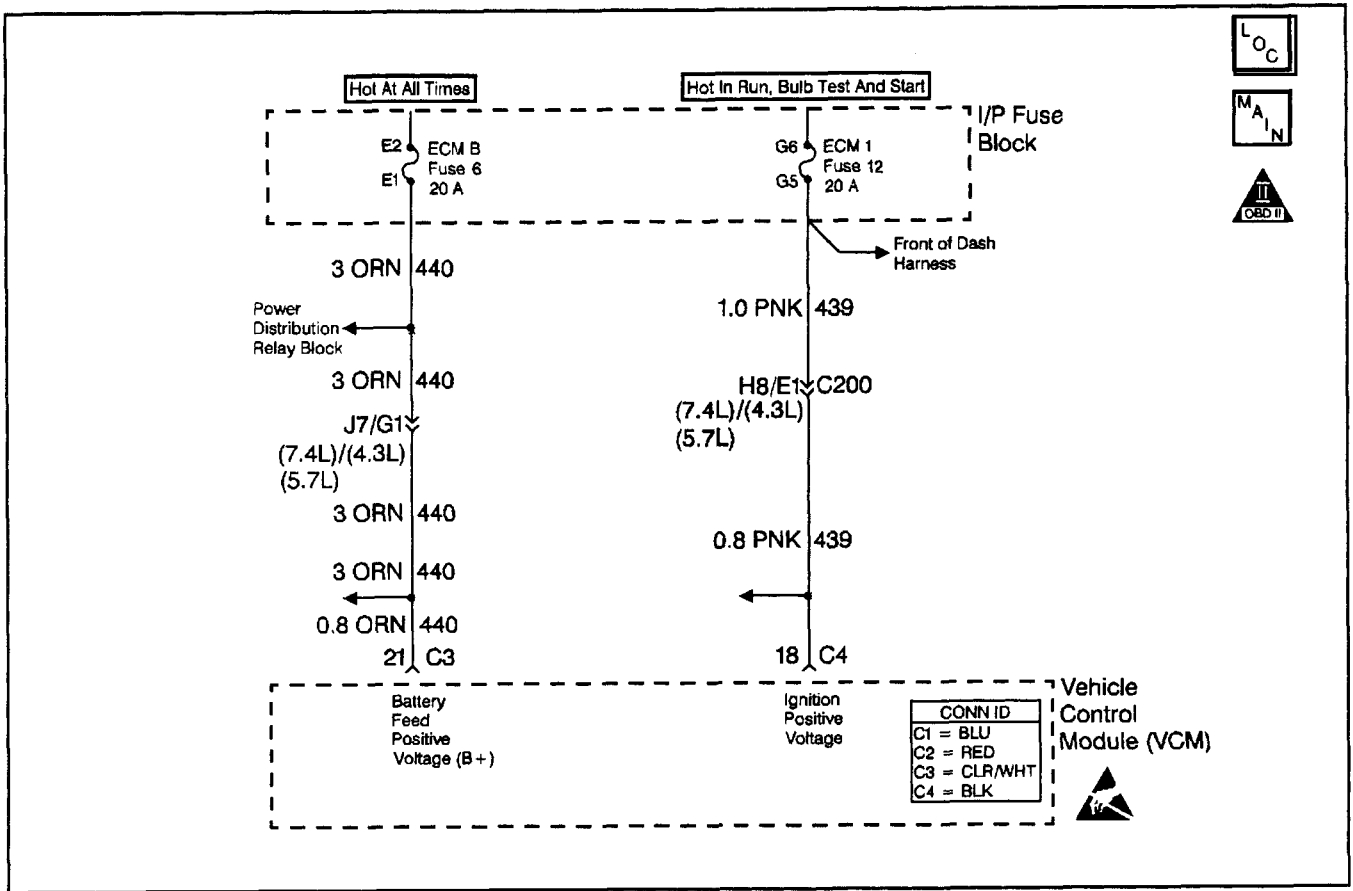 LOC
Hot At All Times
Hot In Run, Bulb Test And Start
MAIN
I/P Fuse
Block
E2
ECM B
Fuse 6
E1
20 A
G6
ECM 1
Fuse 12
G5
20 A
II
OBD II
Front of Dash
Harness
3 ORN 440
1.0 PNK 439
Power
Distribution
Relay Block
3 ORN 440
H8/E1 C200
J7/G1
(7.4L)/(4.3L)
(5.7L)
(7.4L)/(4.3L)
(5.7L)
3 ORN 440
0.8 PNK 439
3 ORN 440
0.8 ORN 440
21 C3
18 C4
Battery
Feed
Positive
Voltage (B+)
Ignition
Positive
Voltage
CONN ID
C1 = BLU
C2 = RED
C3 = CLR/WHT
C4 = BLK
Vehicle
Control
Module (VCM)